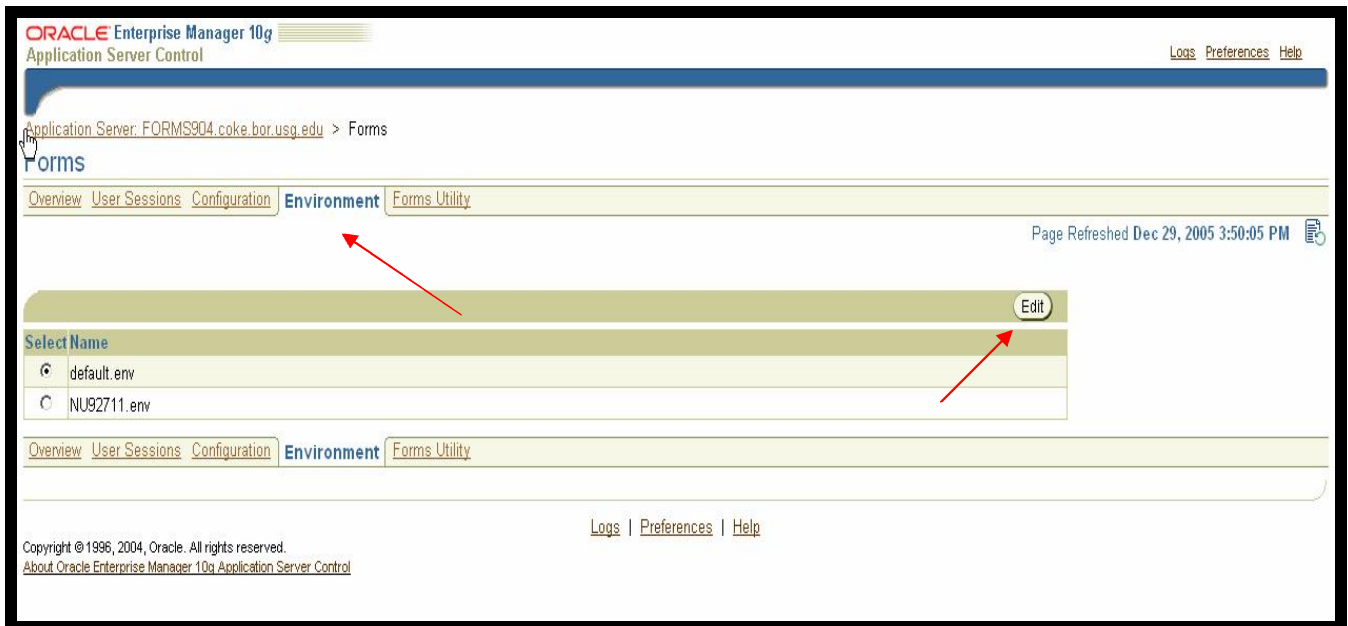 ORACLE Enterprise Manager 10g
Application Server Control
Logs Preferences Help
Application Server: FORMS904.coke.bor.usg.edu > Forms
Forms
Overview User Sessions Configuration Environment Forms Utility
Page Refreshed Dec 29, 2005 3:50:05 PM
Edit
Select Name
default.env
NU92711.env
Overview User Sessions Configuration Environment Forms Utility
Logs | Preferences | Help
Copyright © 1996, 2004, Oracle. All rights reserved.
About Oracle Enterprise Manager 10g Application Server Control